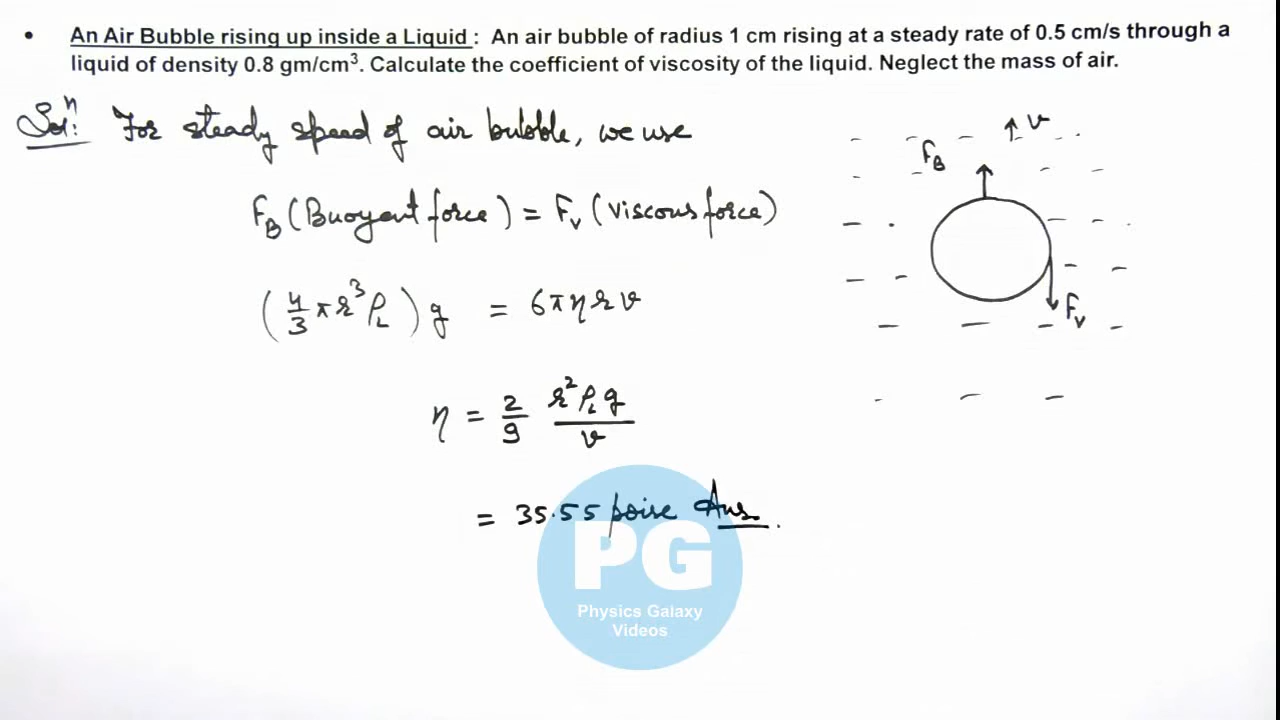 • An Air Bubble rising up inside a Liquid : An air bubble of radius 1 cm rising at a steady rate of 0.5 cm/s through a
liquid of density 0.8 gm/cm³. Calculate the coefficient of viscosity of the liquid. Neglect the mass of air.
Solⁿ: For steady speed of air bubble, we use
F_B (Buoyant force) = F_v (viscous force)
(4/3 π r³ ρ_L) g = 6πηrv
η = 2/9 r²ρ_L g / v
= 35.55 poise Ans.
v
F_B
F_v
PG
Physics Galaxy
Videos